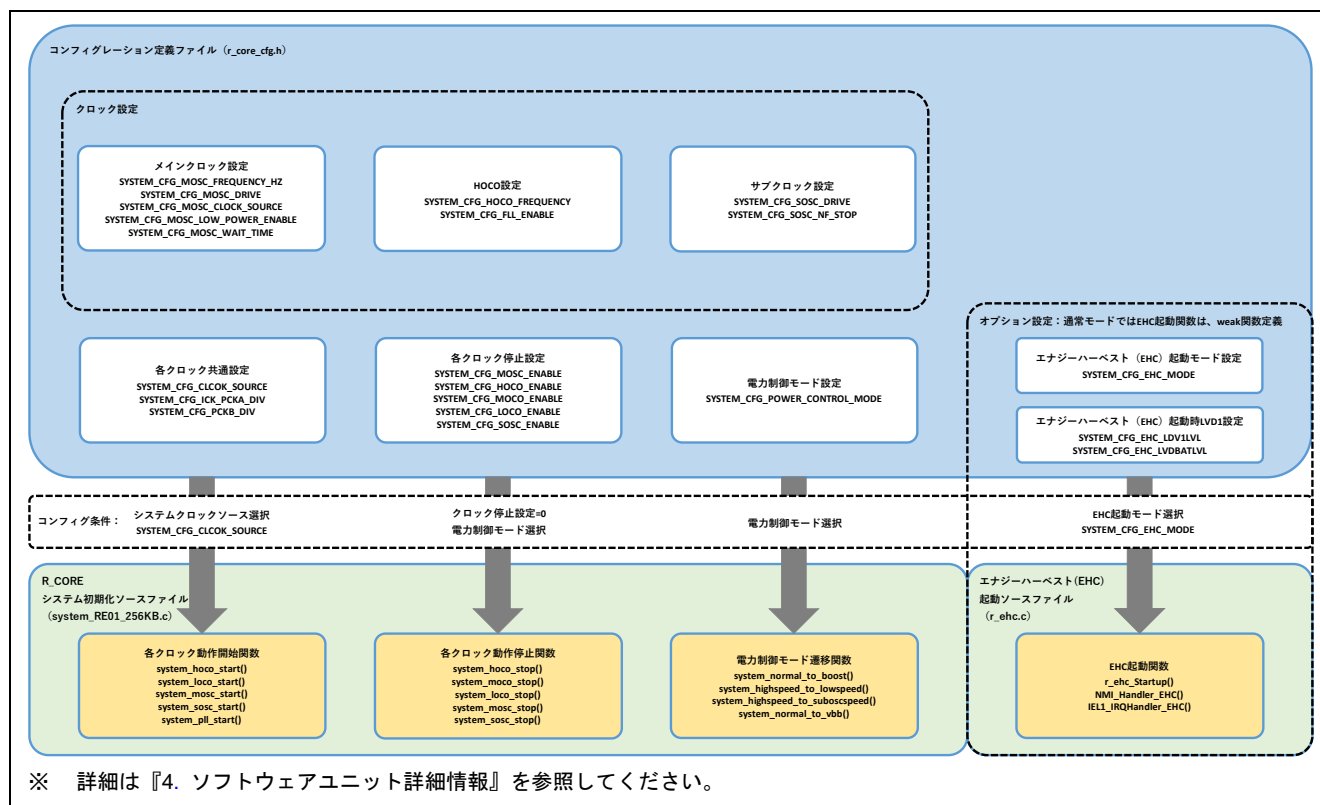 コンフィグレーション定義ファイル（r_core_cfg.h）
クロック設定
メインクロック設定
SYSTEM_CFG_MOSC_FREQUENCY_HZ
SYSTEM_CFG_MOSC_DRIVE
SYSTEM_CFG_MOSC_CLOCK_SOURCE
SYSTEM_CFG_MOSC_LOW_POWER_ENABLE
SYSTEM_CFG_MOSC_WAIT_TIME
HOCO設定
SYSTEM_CFG_HOCO_FREQUENCY
SYSTEM_CFG_FLL_ENABLE
サブクロック設定
SYSTEM_CFG_SOSC_DRIVE
SYSTEM_CFG_SOSC_NF_STOP
各クロック共通設定
SYSTEM_CFG_CLCOK_SOURCE
SYSTEM_CFG_ICK_PCKA_DIV
SYSTEM_CFG_PCKB_DIV
各クロック停止設定
SYSTEM_CFG_MOSC_ENABLE
SYSTEM_CFG_HOCO_ENABLE
SYSTEM_CFG_MOCO_ENABLE
SYSTEM_CFG_LOCO_ENABLE
SYSTEM_CFG_SOSC_ENABLE
電力制御モード設定
SYSTEM_CFG_POWER_CONTROL_MODE
オプション設定：通常モードではEHC起動関数は、weak関数定義
エナジーハーベスト（EHC）起動モード設定
SYSTEM_CFG_EHC_MODE
エナジーハーベスト（EHC）起動時LVD1設定
SYSTEM_CFG_EHC_LDV1LVL
SYSTEM_CFG_EHC_LVDBATLVL
コンフィグ条件：
システムクロックソース選択
SYSTEM_CFG_CLCOK_SOURCE
クロック停止設定=0
電力制御モード選択
電力制御モード選択
EHC起動モード選択
SYSTEM_CFG_EHC_MODE
R_CORE
システム初期化ソースファイル
（system_RE01_256KB.c）
各クロック動作開始関数
system_hoco_start()
system_loco_start()
system_mosc_start()
system_sosc_start()
system_pll_start()
各クロック動作停止関数
system_hoco_stop()
system_moco_stop()
system_loco_stop()
system_mosc_stop()
system_sosc_stop()
電力制御モード遷移関数
system_normal_to_boost()
system_highspeed_to_lowspeed()
system_highspeed_to_suboscspeed()
system_normal_to_vbb()
エナジーハーベスト(EHC)
起動ソースファイル
（r_ehc.c）
EHC起動関数
r_ehc_Startup()
NMI_Handler_EHC()
IEL1_IRQHandler_EHC()
※ 詳細は『4. ソフトウェアユニット詳細情報』を参照してください。